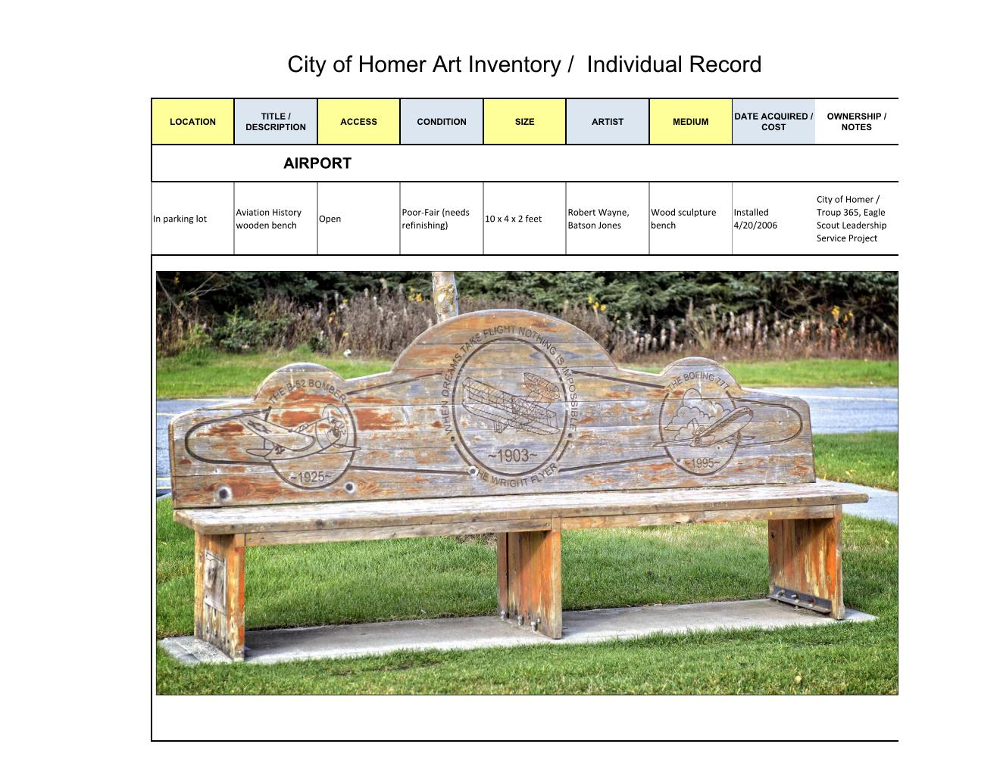 City of Homer Art Inventory /  Individual Record
LOCATION
TITLE /
DESCRIPTION
ACCESS
CONDITION
SIZE
ARTIST
MEDIUM
DATE ACQUIRED /
COST
OWNERSHIP /
NOTES
AIRPORT
In parking lot
Aviation History
wooden bench
Open
Poor-Fair (needs
refinishing)
10 x 4 x 2 feet
Robert Wayne,
Batson Jones
Wood sculpture
bench
Installed
4/20/2006
City of Homer /
Troup 365, Eagle
Scout Leadership
Service Project
WHEN DREAMS TAKE FLIGHT NOTHING IS IMPOSSIBLE
~1903~
THE WRIGHT FLYER
THE B-52 BOMBER
~1925~
THE BOEING 777
~1995~